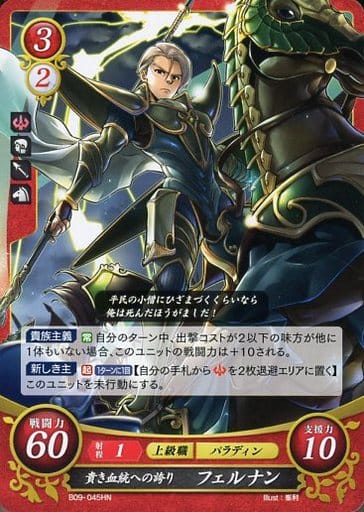 3
2
平民の小僧にひざまづくくらいなら
俺は死んだほうがましだ!
貴族主義 常 自分のターン中、出撃コストが2以下の味方が他に
1体もいない場合、このユニットの戦闘力は+10される。
新しき主 起 1ターンに1回 【自分の手札から を2枚退避エリアに置く】
このユニットを未行動にする。
戦闘力
60
射程 1 上級職 パラディン
支援力
10
貴き血統への誇り フェルナン
B09-045HN
Illust: